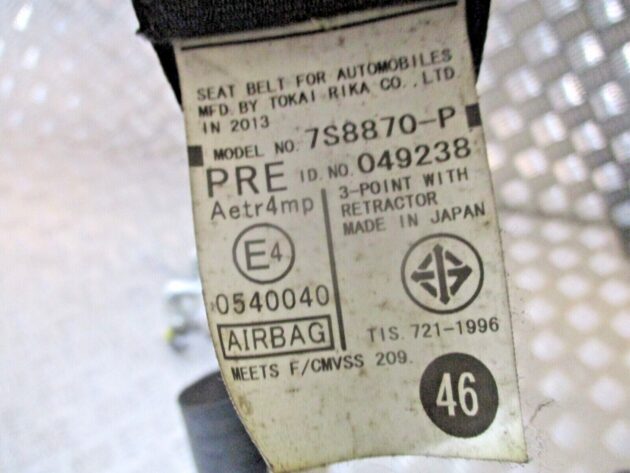 SEAT BELT FOR AUTOMOBILES
MFD. BY TOKAI RIKA CO., LTD.
IN 2013
MODEL NO. 7S8870-P
PRE ID. NO. 049238
Aetr4mp
3-POINT WITH
RETRACTOR
MADE IN JAPAN
E4
0540040
AIRBAG
TIS. 721-1996
MEETS F/CMVSS 209.
46